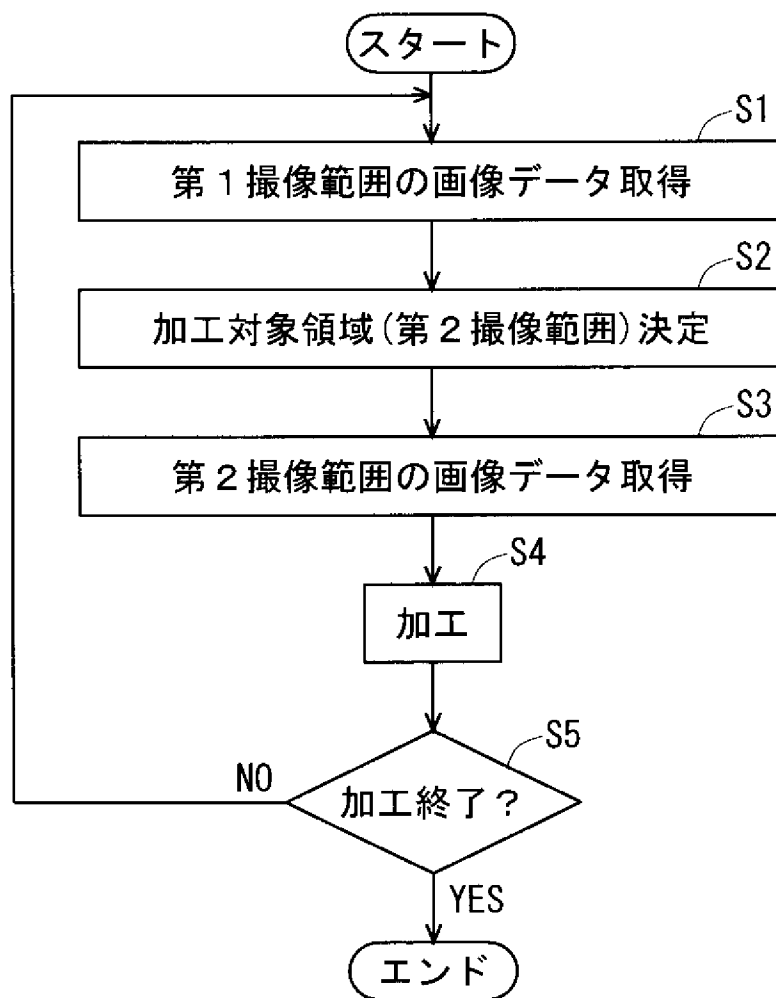 スタート
S1
第１撮像範囲の画像データ取得
S2
加工対象領域(第２撮像範囲)決定
S3
第２撮像範囲の画像データ取得
S4
加工
S5
加工終了？
NO
YES
エンド